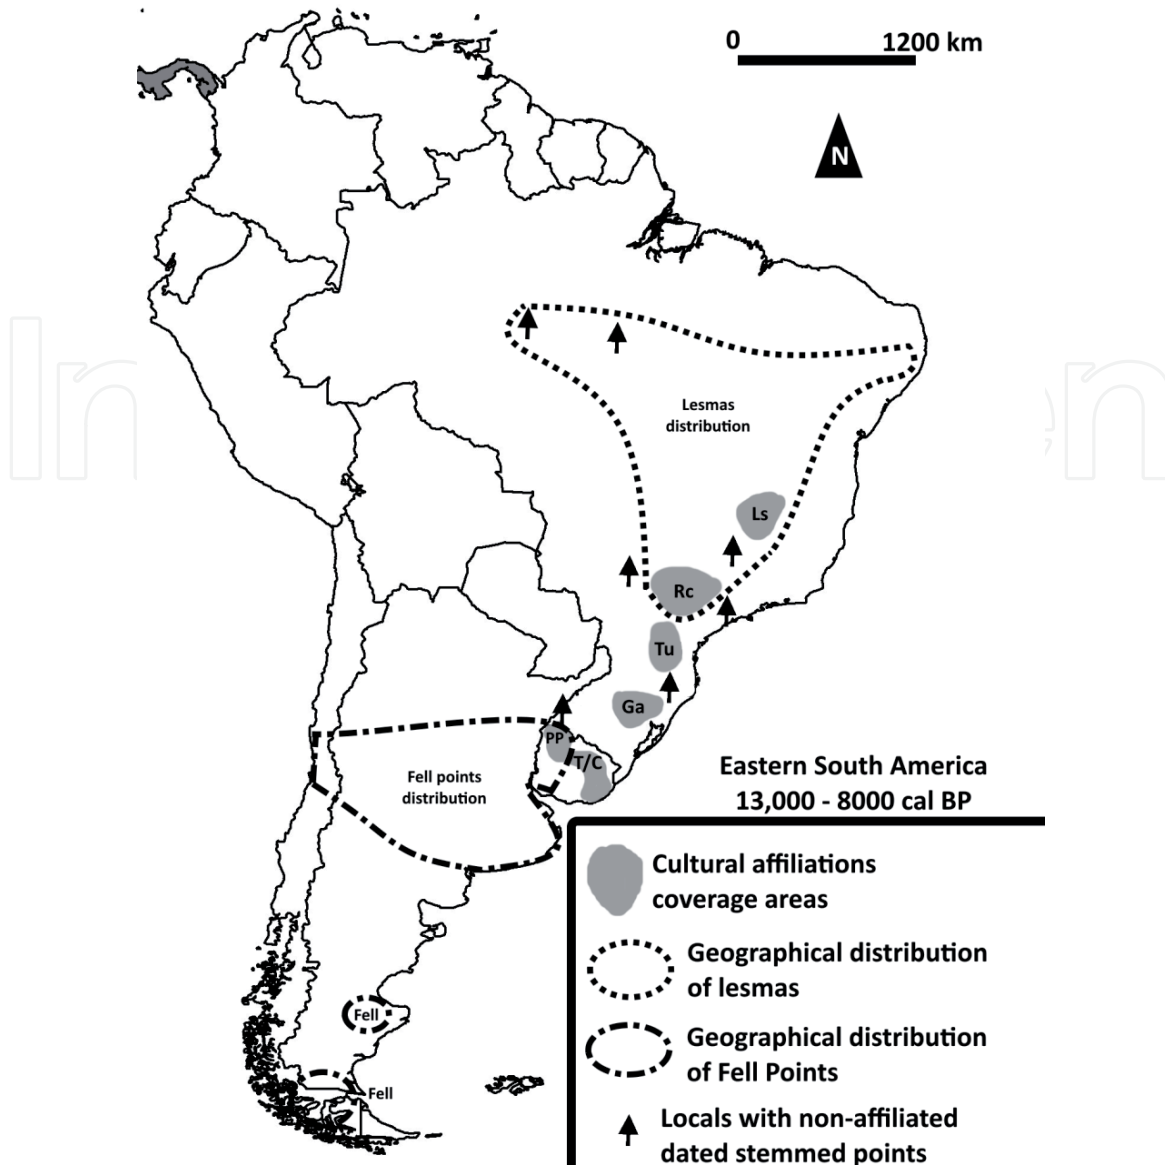 0 1200 km
N
Lesmas
distribution
Ls
Rc
Tu
Ga
PP
T/C
Fell points
distribution
Eastern South America
13,000 - 8000 cal BP
Cultural affiliations
coverage areas
Geographical distribution
of lesmas
Fell
Geographical distribution
of Fell Points
Fell
Locals with non-affiliated
dated stemmed points